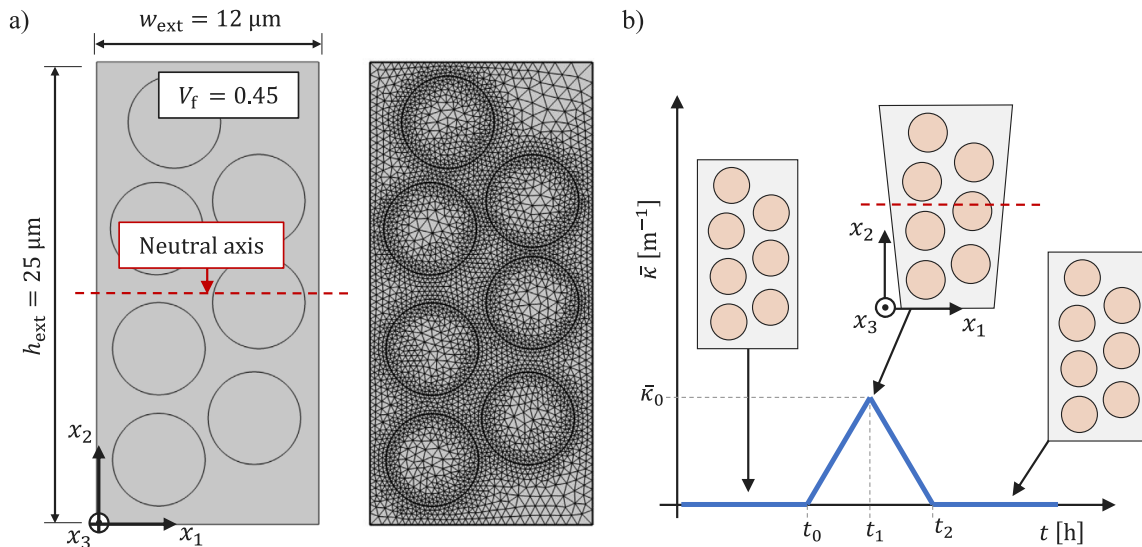 a)
w_ext = 12 μm
V_f = 0.45
Neutral axis
h_ext = 25 μm
x_2
x_3
x_1
b)
κ̄ [m⁻¹]
x_2
x_3
x_1
κ̄_0
t_0
t_1
t_2
t [h]